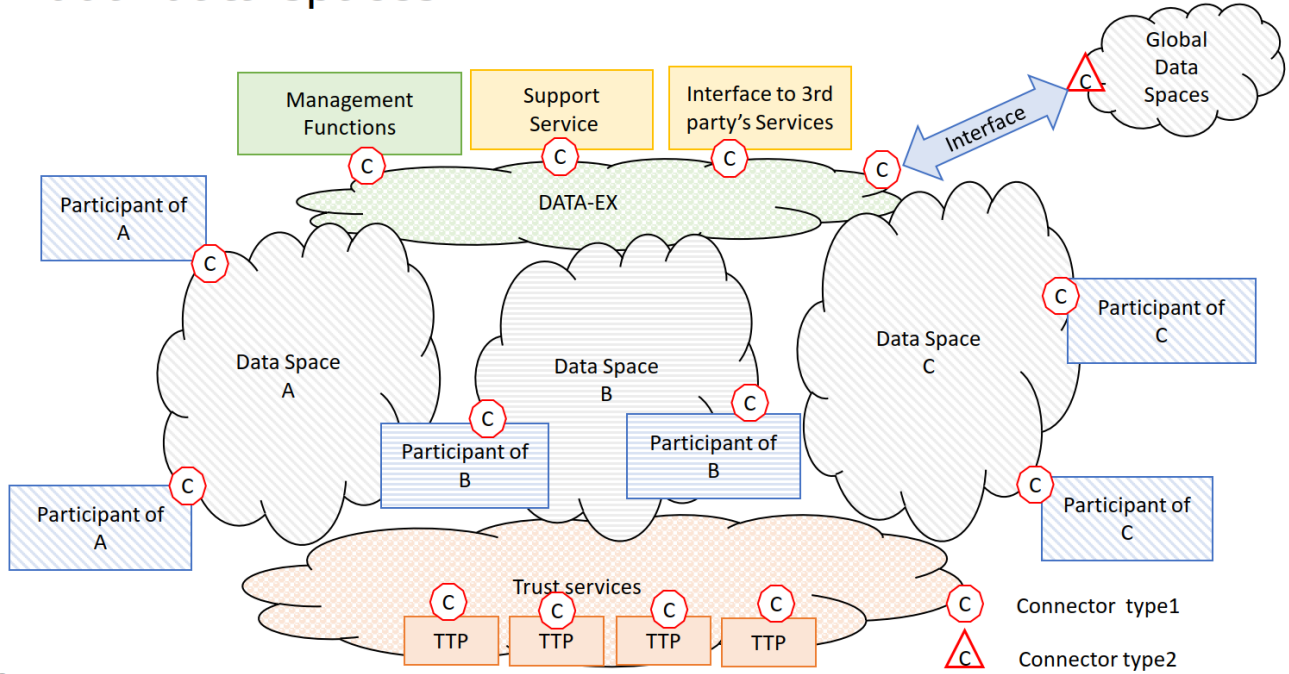 Global
Data
Spaces
C
Management
Functions
Support
Service
Interface to 3rd
party's Services
Interface
C
C
C
C
DATA-EX
Participant of
A
C
Data Space
A
Data Space
B
Data Space
C
C
Participant of
C
C
Participant of
B
C
Participant of
B
C
Participant of
A
C
Participant of
C
Trust services
C
C
C
C
TTP
TTP
TTP
TTP
C
Connector type1
C
Connector type2